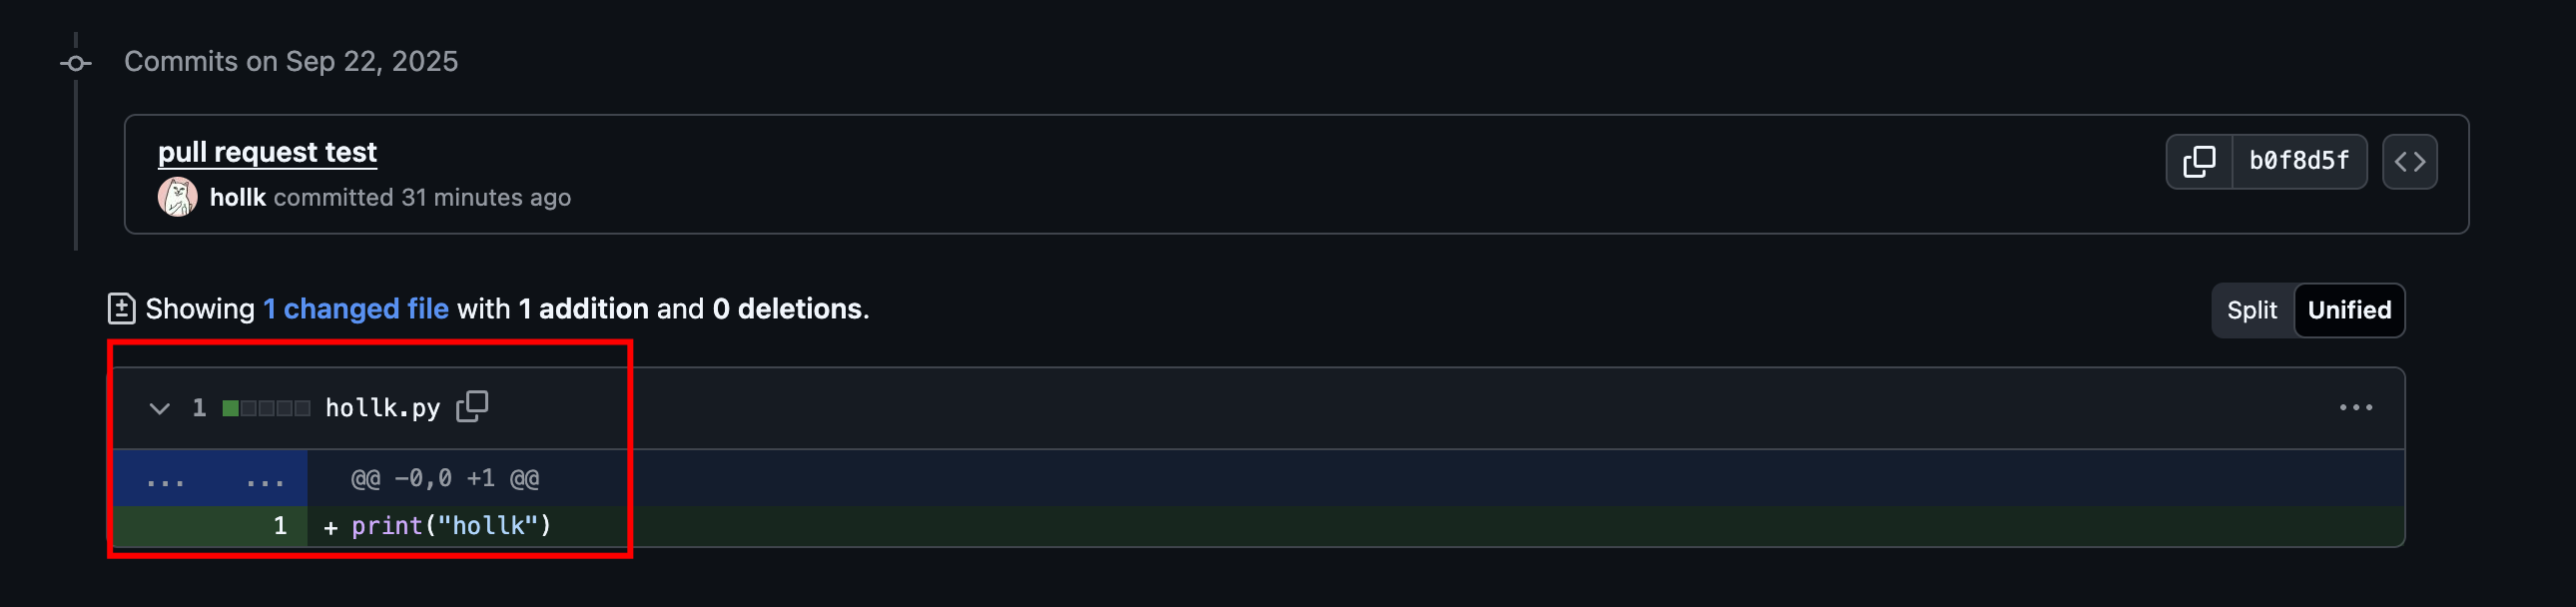 Commits on Sep 22, 2025
pull request test
b0f8d5f
hollk committed 31 minutes ago
Showing 1 changed file with 1 addition and 0 deletions.
Split Unified
1 hollk.py
... ... @@ -0,0 +1 @@
1 + print("hollk")